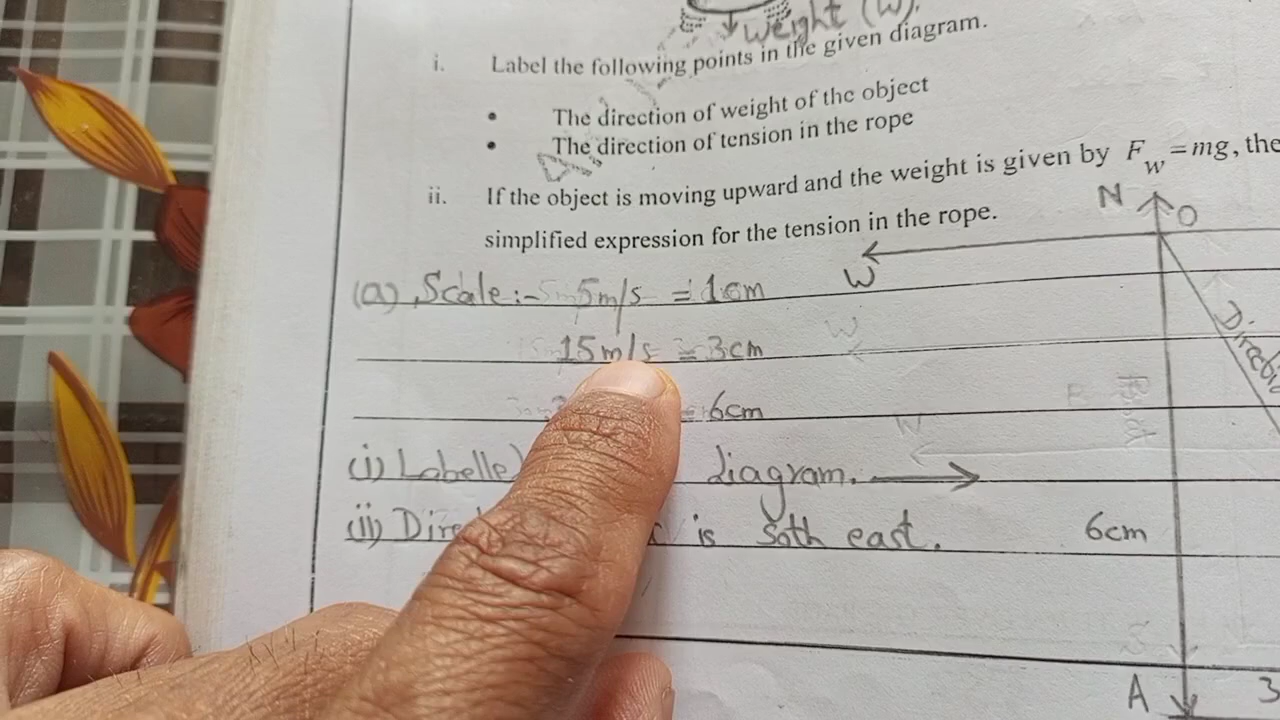 Weight (W).
i. Label the following points in the given diagram.
• The direction of weight of the object
• The direction of tension in the rope
ii. If the object is moving upward and the weight is given by F_w = mg, the
simplified expression for the tension in the rope.
N
O
W
(a) Scale:- 5m/s = 1cm
15m/s = 3cm
= 6cm
(i) Labelled diagram.
(ii) is Soth east.
6cm
A 3